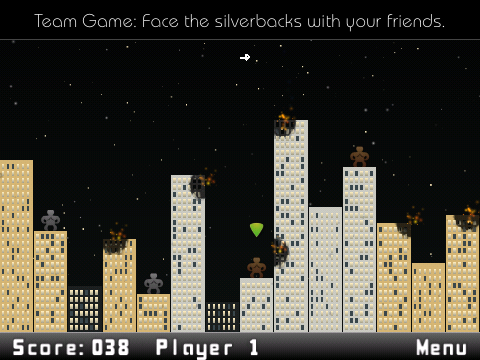 Team Game: Face the silverbacks with your friends.
Score: 038 Player 1 Menu